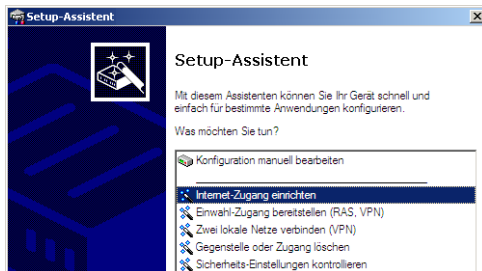 Setup-Assistent
Setup-Assistent
Mit diesem Assistenten können Sie Ihr Gerät schnell und
einfach für bestimmte Anwendungen konfigurieren.
Was möchten Sie tun?
Konfiguration manuell bearbeiten
Internet-Zugang einrichten
Einwahl-Zugang bereitstellen (RAS, VPN)
Zwei lokale Netze verbinden (VPN)
Gegenstelle oder Zugang löschen
Sicherheits-Einstellungen kontrollieren